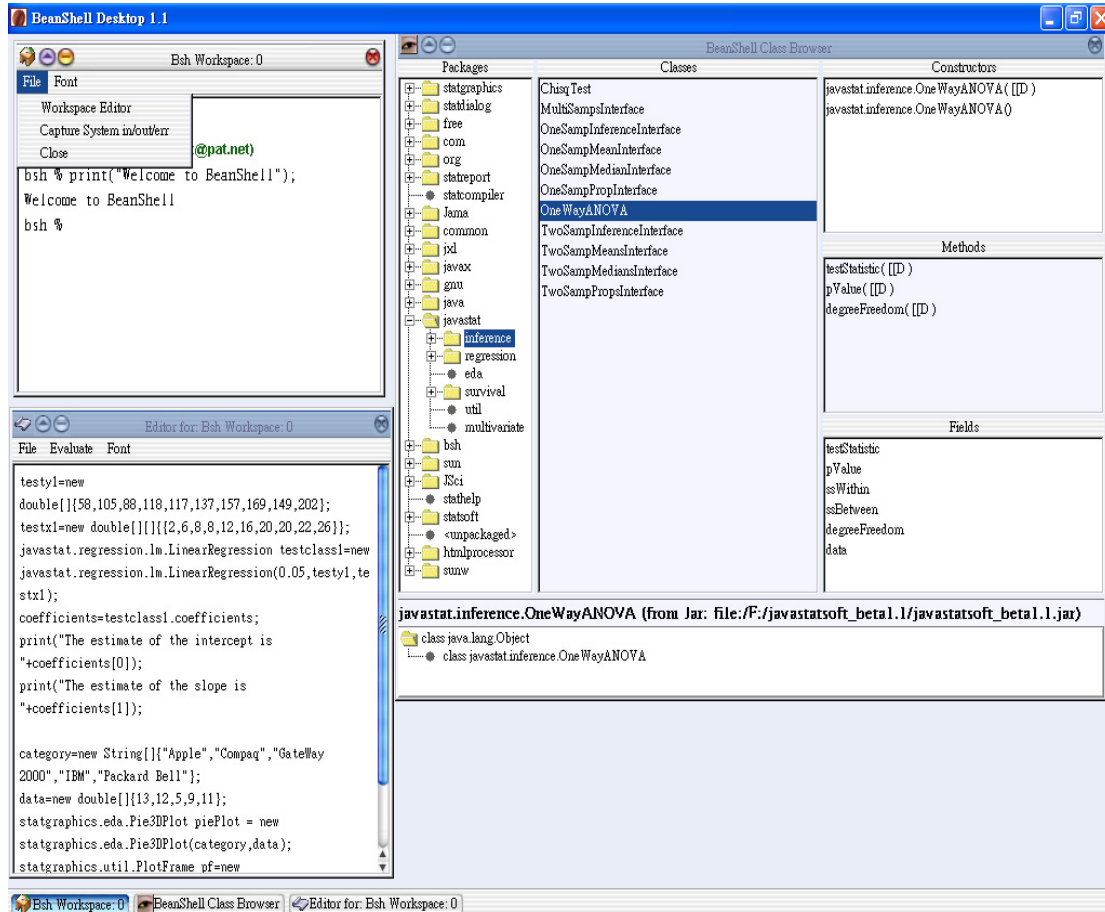 BeanShell Desktop 1.1
Bsh Workspace: 0
File Font
Workspace Editor
Capture System in/out/err
Close
@pat.net)
bsh % print("Welcome to BeanShell");
Welcome to BeanShell
bsh %
Editor for: Bsh Workspace: 0
File Evaluate Font
testy1=new
double[]{58,105,88,118,117,137,157,169,149,202};
testx1=new double[][]{{2,6,8,8,12,16,20,20,22,26}};
javastat.regression.lm.LinearRegression testclass1=new
javastat.regression.lm.LinearRegression(0.05,testy1,te
stx1);
coefficients=testclass1.coefficients;
print("The estimate of the intercept is
"+coefficients[0]);
print("The estimate of the slope is
"+coefficients[1]);
category=new String[]{"Apple","Compaq","GateWay
2000","IBM","Packard Bell"};
data=new double[]{13,12,5,9,11};
statgraphics.eda.Pie3DPlot piePlot = new
statgraphics.eda.Pie3DPlot(category,data);
statgraphics.util.PlotFrame pf=new
BeanShell Class Browser
Packages
statgraphics
statdialog
free
com
org
statreport
statcompiler
Jama
common
jxl
javax
gnu
java
javastat
inference
regression
eda
survival
util
multivariate
bsh
sun
JSci
stathelp
statsoft
<unpackaged>
htmlprocessor
sunw
Classes
ChisqTest
MultiSampsInterface
OneSampInferenceInterface
OneSampMeanInterface
OneSampMedianInterface
OneSampPropInterface
OneWayANOVA
TwoSampInferenceInterface
TwoSampMeansInterface
TwoSampMediansInterface
TwoSampPropsInterface
Constructors
javastat.inference.OneWayANOVA( [[D )
javastat.inference.OneWayANOVA()
Methods
testStatistic( [[D )
pValue( [[D )
degreeFreedom( [[D )
Fields
testStatistic
pValue
ssWithin
ssBetween
degreeFreedom
data
javastat.inference.OneWayANOVA (from Jar: file:/F:/javastatsoft_beta1.1/javastatsoft_beta1.1.jar)
class java.lang.Object
class javastat.inference.OneWayANOVA
Bsh Workspace: 0
BeanShell Class Browser
Editor for: Bsh Workspace: 0